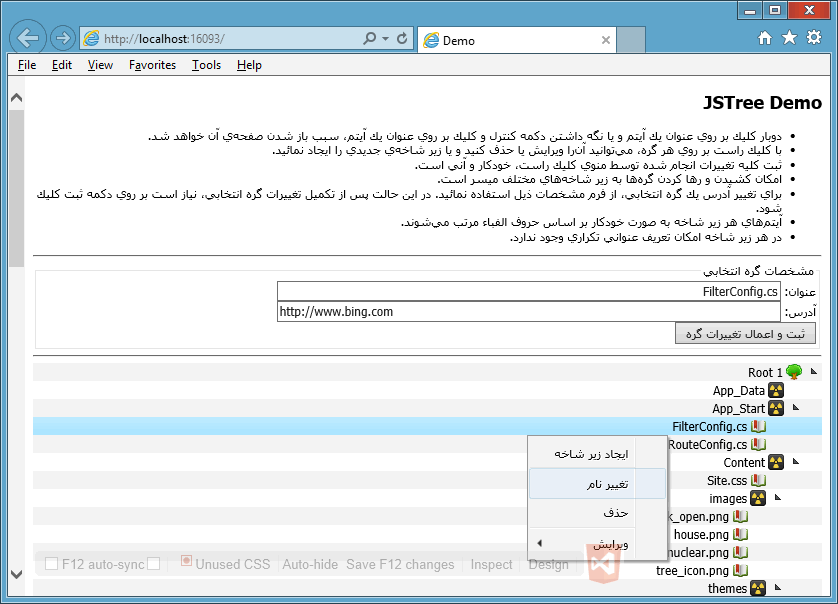 http://localhost:16093/
Demo
File Edit View Favorites Tools Help
JSTree Demo
دوبار كليك بر روي عنوان يك آيتم و يا نگه داشتن دكمه كنترل و كليك بر روي عنوان يك آيتم، سبب باز شدن صفحه‌ي آن خواهد شد.
با كليك راست بر روي هر گره، مي‌توانيد آن‌را ويرايش يا حذف كنيد و يا زير شاخه‌ي جديدي را ايجاد نمائيد.
ثبت كليه تغييرات انجام شده توسط منوي كليك راست، خودكار و آني است.
امكان كشيدن و رها كردن گره‌ها به زير شاخه‌هاي مختلف ميسر است.
براي تغيير آدرس يك گره انتخابي، از فرم مشخصات ذيل استفاده نمائيد. در اين حالت پس از تكميل تغييرات گره انتخابي، نياز است بر روي دكمه ثبت كليك
شود.
آيتم‌هاي هر زير شاخه به صورت خودكار بر اساس حروف الفباء مرتب مي‌شوند.
در هر زير شاخه امكان تعريف عنواني تكراري وجود ندارد.
مشخصات گره انتخابي
عنوان: FilterConfig.cs
آدرس: http://www.bing.com
ثبت و اعمال تغييرات گره
Root 1
App_Data
App_Start
FilterConfig.cs
RouteConfig.cs
Content
Site.css
images
k_open.png
house.png
nuclear.png
tree_icon.png
themes
ايجاد زير شاخه
تغيير نام
حذف
ويرايش
F12 auto-sync Unused CSS Auto-hide Save F12 changes Inspect Design